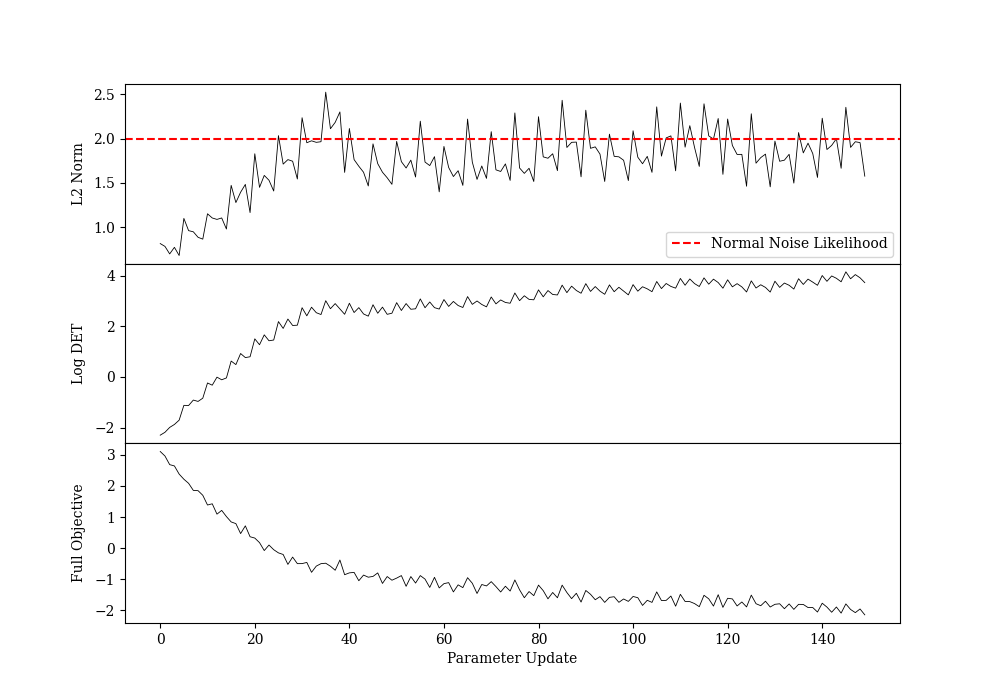 2.5
2.0
1.5
1.0
L2 Norm
Normal Noise Likelihood
4
2
0
−2
Log DET
3
2
1
0
−1
−2
Full Objective
0 20 40 60 80 100 120 140
Parameter Update